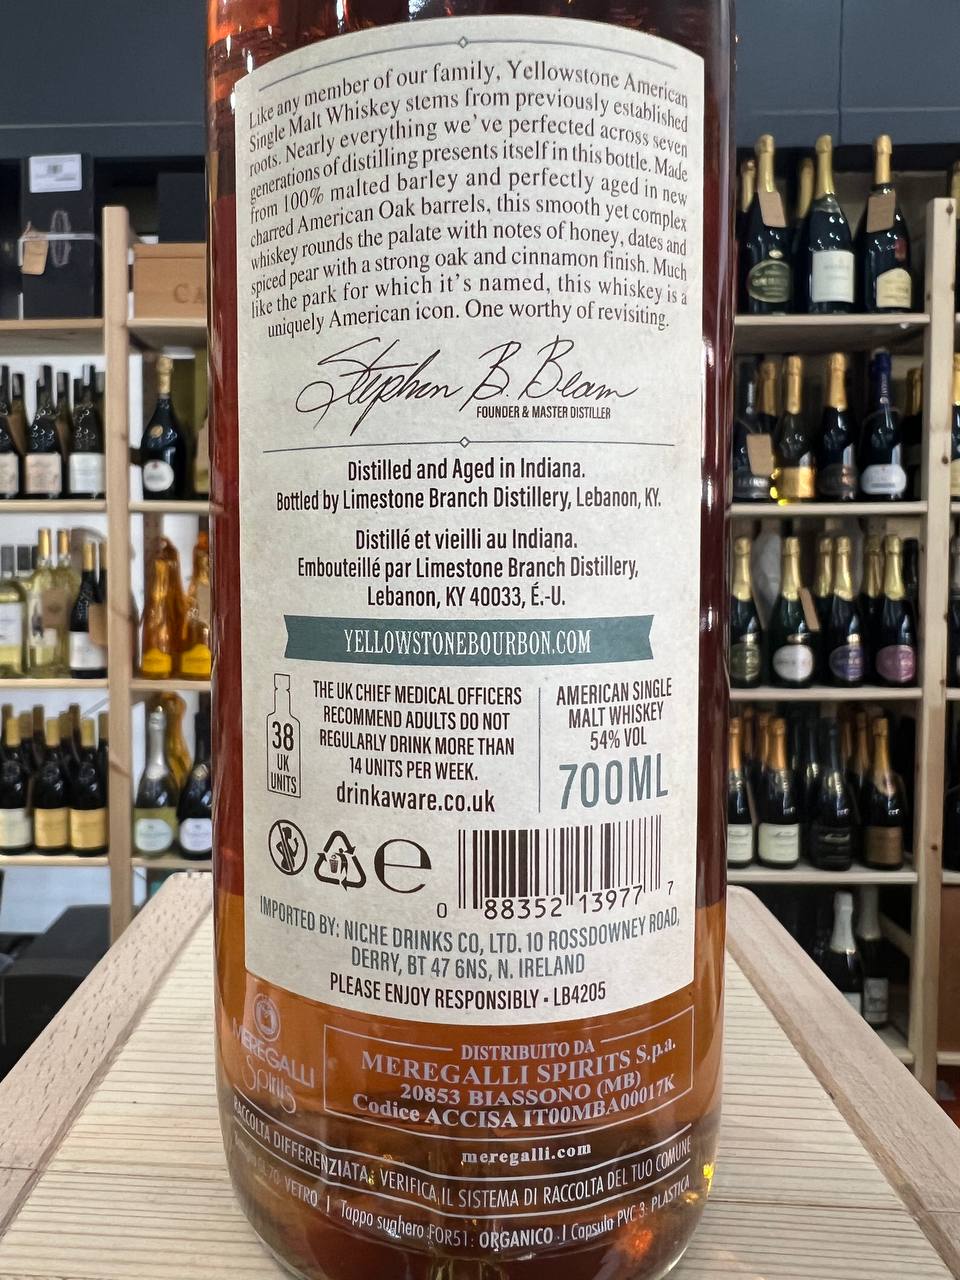 Like any member of our family, Yellowstone American
Single Malt Whiskey stems from previously established
roots. Nearly everything we've perfected across seven
generations of distilling presents itself in this bottle. Made
from 100% malted barley and perfectly aged in new
charred American Oak barrels, this smooth yet complex
whiskey rounds the palate with notes of honey, dates and
spiced pear with a strong oak and cinnamon finish. Much
like the park for which it's named, this whiskey is a
uniquely American icon. One worthy of revisiting.
Stephen B. Beam
FOUNDER & MASTER DISTILLER
Distilled and Aged in Indiana.
Bottled by Limestone Branch Distillery, Lebanon, KY.
Distillé et vieilli au Indiana.
Embouteillé par Limestone Branch Distillery,
Lebanon, KY 40033, É.-U.
YELLOWSTONEBOURBON.COM
38
UK
UNITS
THE UK CHIEF MEDICAL OFFICERS
RECOMMEND ADULTS DO NOT
REGULARLY DRINK MORE THAN
14 UNITS PER WEEK.
drinkaware.co.uk
AMERICAN SINGLE
MALT WHISKEY
54% VOL
700ML
e
0 88352 13977 7
IMPORTED BY: NICHE DRINKS CO, LTD. 10 ROSSDOWNEY ROAD,
DERRY, BT 47 6NS, N. IRELAND
PLEASE ENJOY RESPONSIBLY • LB4205
MEREGALLI
Spirits
DISTRIBUITO DA
MEREGALLI SPIRITS S.p.a.
20853 BIASSONO (MB)
Codice ACCISA IT00MBA00017K
meregalli.com
RACCOLTA DIFFERENZIATA: VERIFICA IL SISTEMA DI RACCOLTA DEL TUO COMUNE
GL 70: VETRO | Tappo sughero FOR51: ORGANICO | Capsula PVC 3: PLASTICA